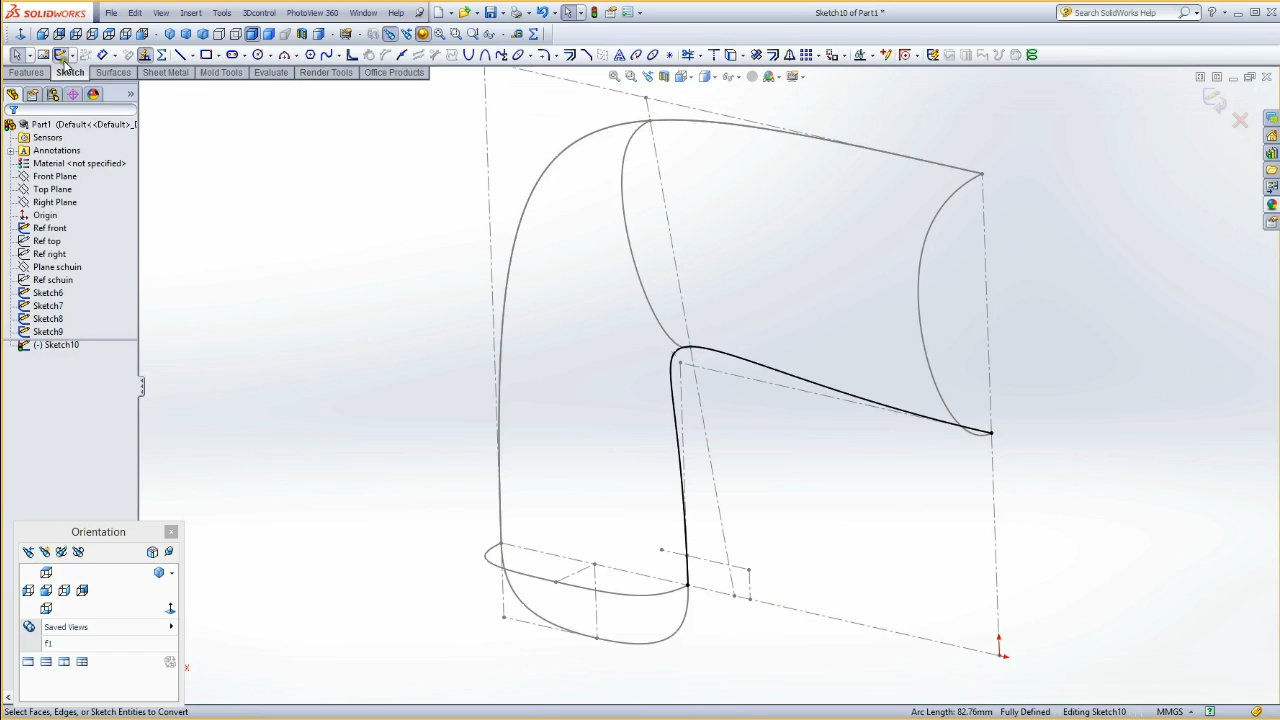 SOLIDWORKS File Edit View Insert Tools 3Dcontrol PhotoView 360 Window Help Sketch10 of Part1 * Search SolidWorks Help
Features Sketch Surfaces Sheet Metal Mold Tools Evaluate Render Tools Office Products
Part1 (Default<<Default>_D
Sensors
Annotations
Material <not specified>
Front Plane
Top Plane
Right Plane
Origin
Ref front
Ref top
Ref right
Plane schuin
Ref schuin
Sketch6
Sketch7
Sketch8
Sketch9
(-) Sketch10
Orientation
Saved Views
f1
Select Faces, Edges, or Sketch Entities to Convert Arc Length: 82.76mm Fully Defined Editing Sketch10 MMGS